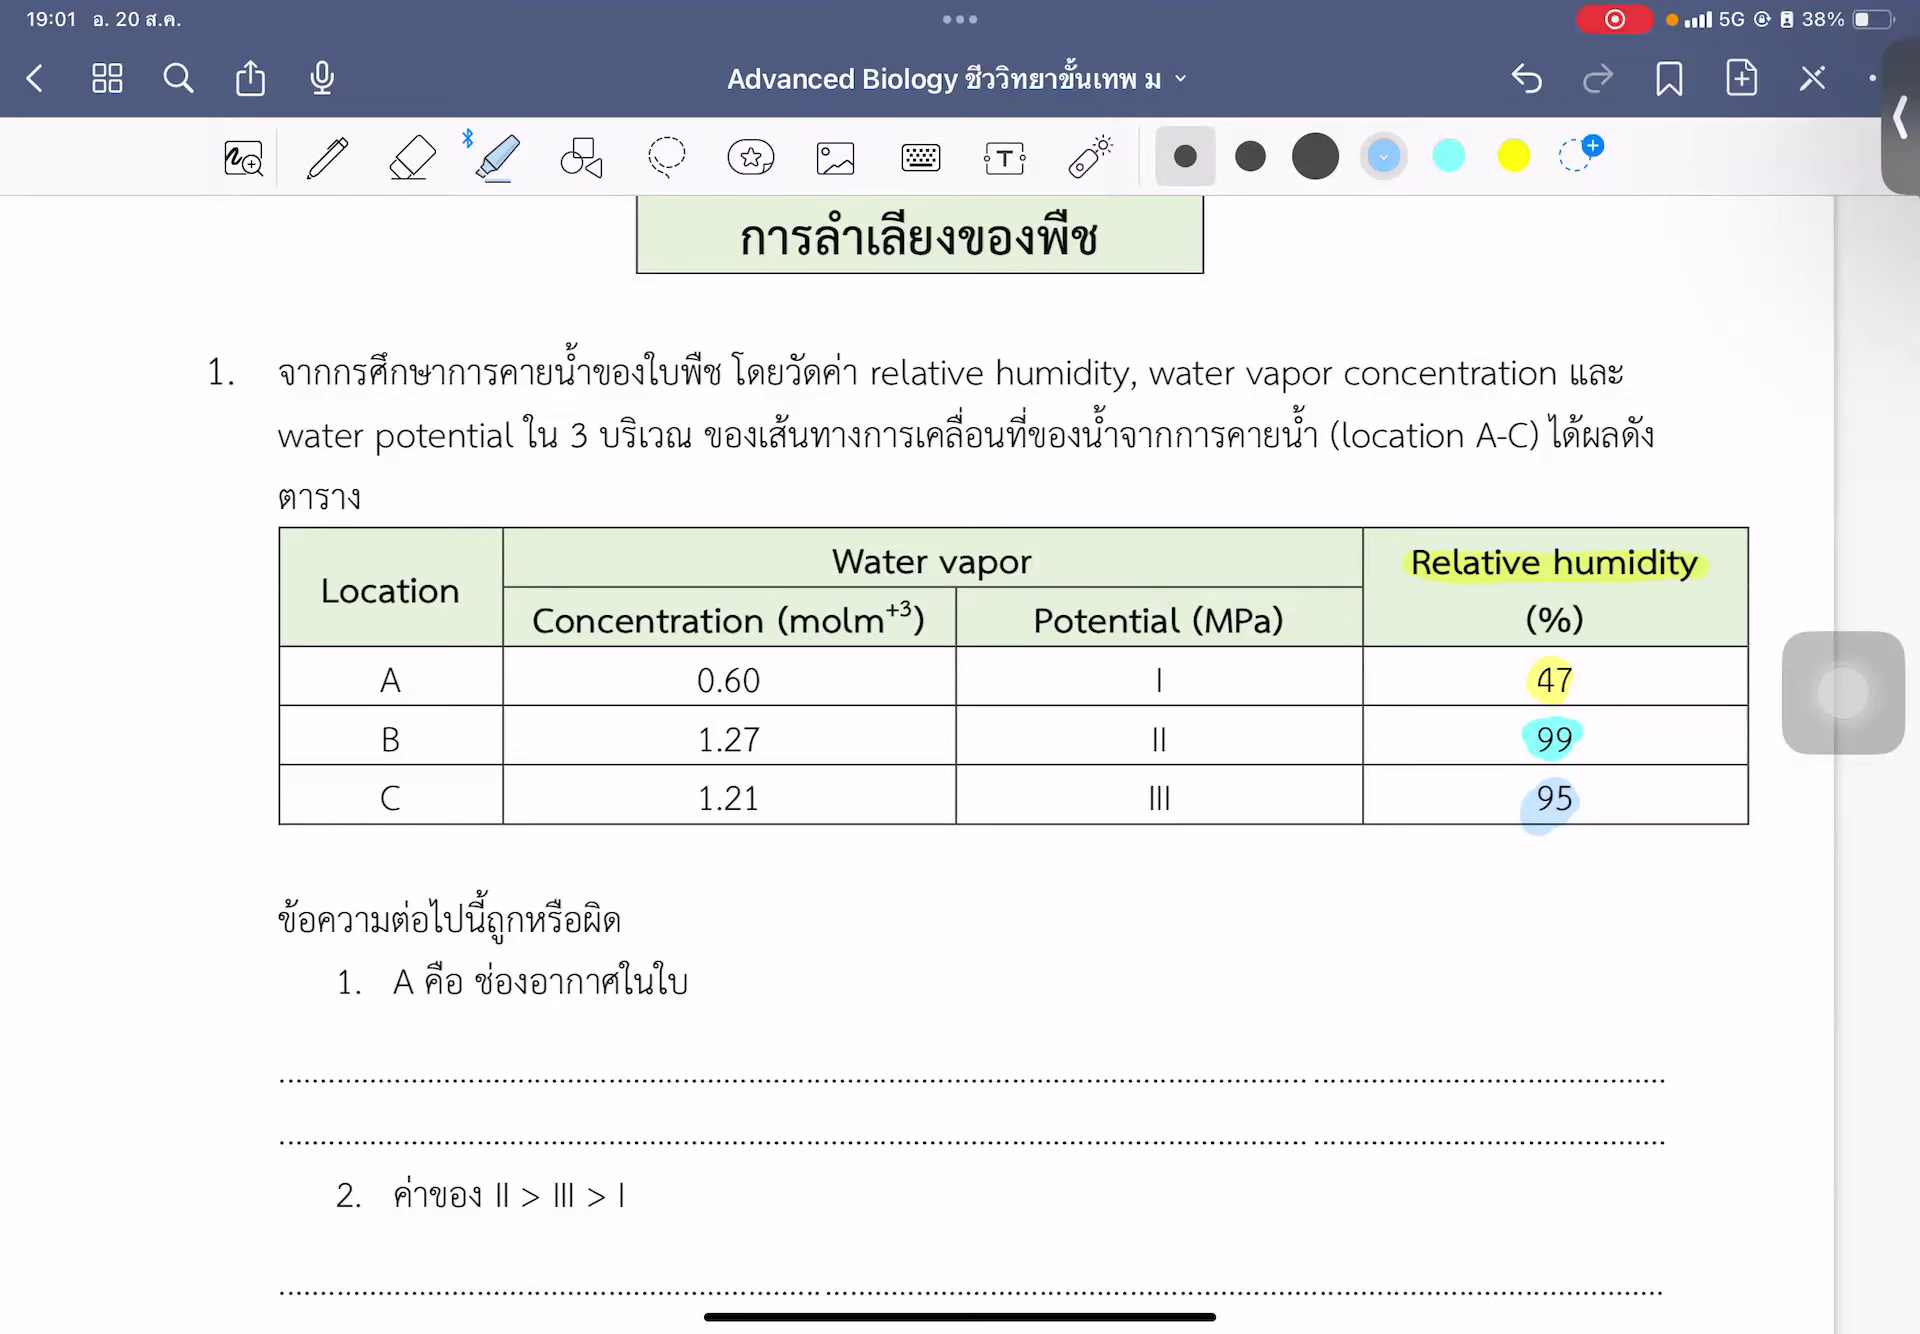 19:01 อ. 20 ส.ค.
5G 38%
Advanced Biology ชีววิทยาชั้นเทพ ม
การลำเลียงของพืช
1. จากกรศึกษาการคายน้ำของใบพืช โดยวัดค่า relative humidity, water vapor concentration และ
water potential ใน 3 บริเวณ ของเส้นทางการเคลื่อนที่ของน้ำจากการคายน้ำ (location A-C) ได้ผลดัง
ตาราง
Location Water vapor Relative humidity
Concentration (molm⁺³) Potential (MPa) (%)
A 0.60 I 47
B 1.27 II 99
C 1.21 III 95
ข้อความต่อไปนี้ถูกหรือผิด
1. A คือ ช่องอากาศในใบ
2. ค่าของ II > III > I